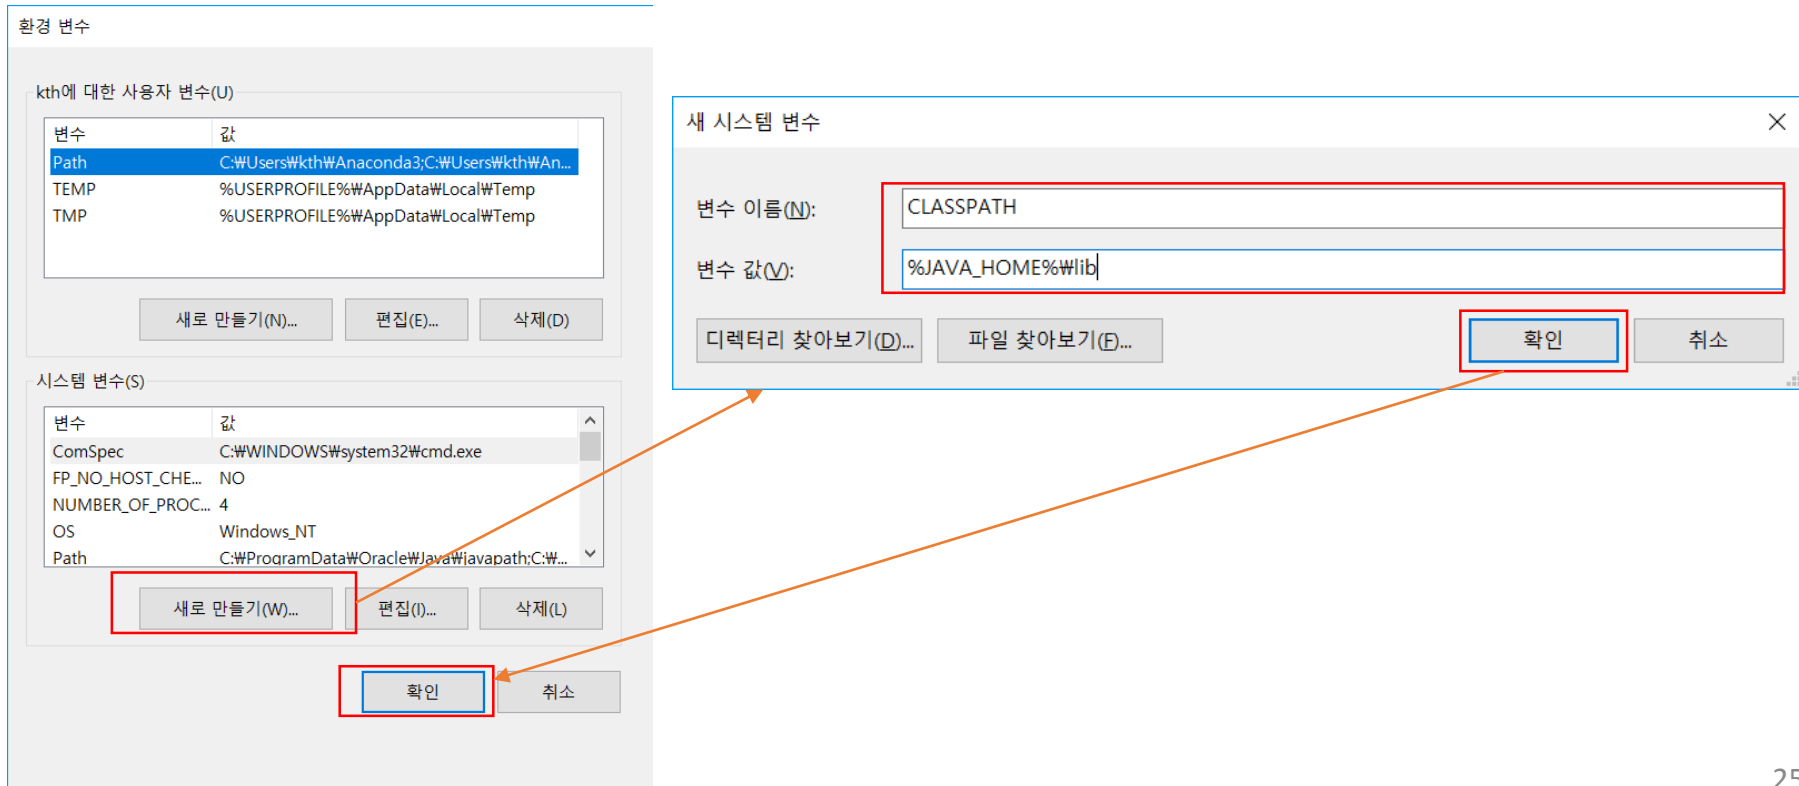 환경 변수
kth에 대한 사용자 변수(U)
변수 값
Path C:₩Users₩kth₩Anaconda3;C:₩Users₩kth₩An...
TEMP %USERPROFILE%₩AppData₩Local₩Temp
TMP %USERPROFILE%₩AppData₩Local₩Temp
새로 만들기(N)... 편집(E)... 삭제(D)
시스템 변수(S)
변수 값
ComSpec C:₩WINDOWS₩system32₩cmd.exe
FP_NO_HOST_CHE... NO
NUMBER_OF_PROC... 4
OS Windows_NT
Path C:₩ProgramData₩Oracle₩Java₩javapath;C:₩...
새로 만들기(W)... 편집(I)... 삭제(L)
확인 취소
새 시스템 변수
변수 이름(N): CLASSPATH
변수 값(V): %JAVA_HOME%₩lib
디렉터리 찾아보기(D)... 파일 찾아보기(F)... 확인 취소
25